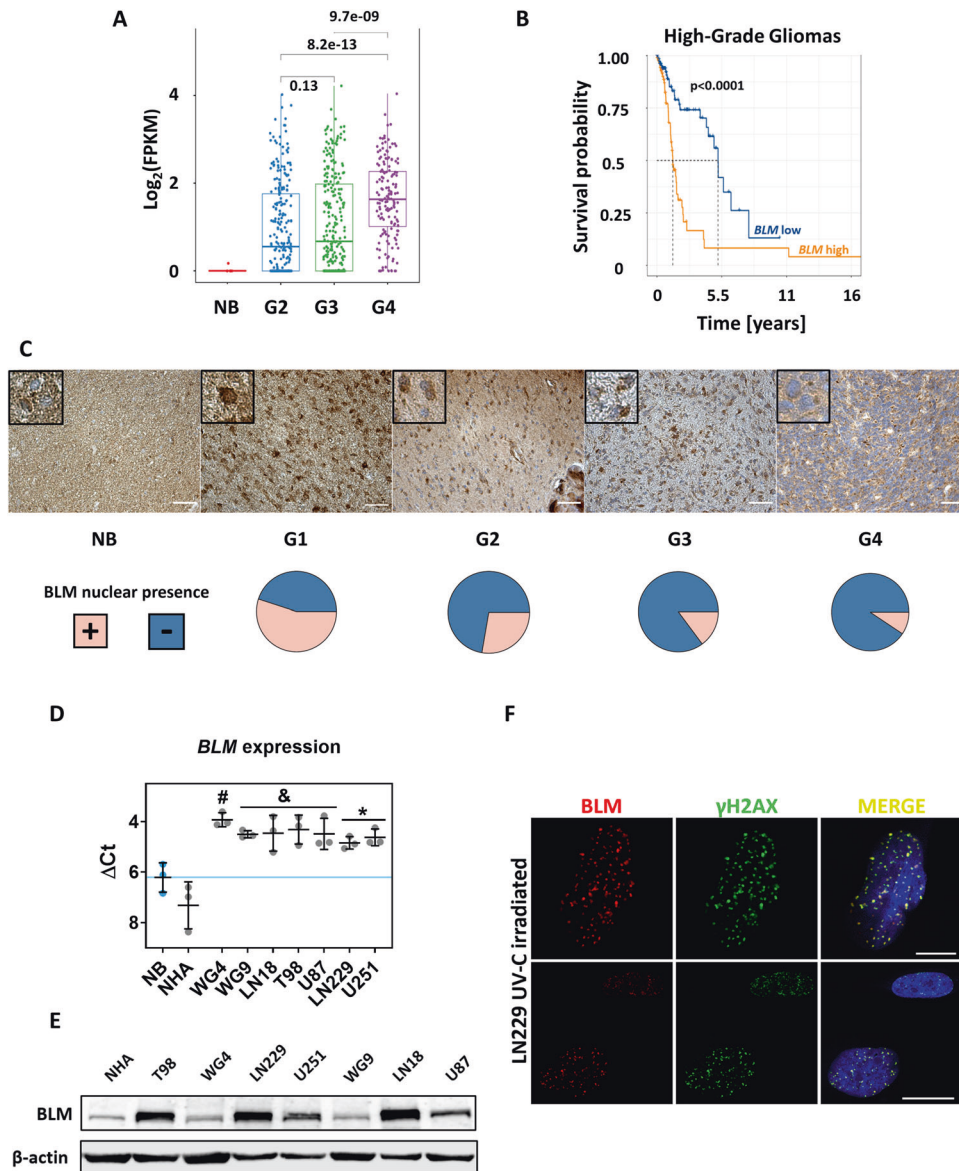 A
9.7e-09
8.2e-13
0.13
Log₂(FPKM)
4
2
0
NB
G2
G3
G4
B
High-Grade Gliomas
p<0.0001
Survival probability
1.00
0.75
0.5
0.25
0
BLM low
BLM high
0
5.5
11
16
Time [years]
C
NB
G1
G2
G3
G4
BLM nuclear presence
+
-
D
BLM expression
ΔCt
4
6
8
#
&
*
NB
NHA
WG4
WG9
LN18
T98
U87
LN229
U251
E
NHA
T98
WG4
LN229
U251
WG9
LN18
U87
BLM
β-actin
F
BLM
γH2AX
MERGE
LN229 UV-C irradiated